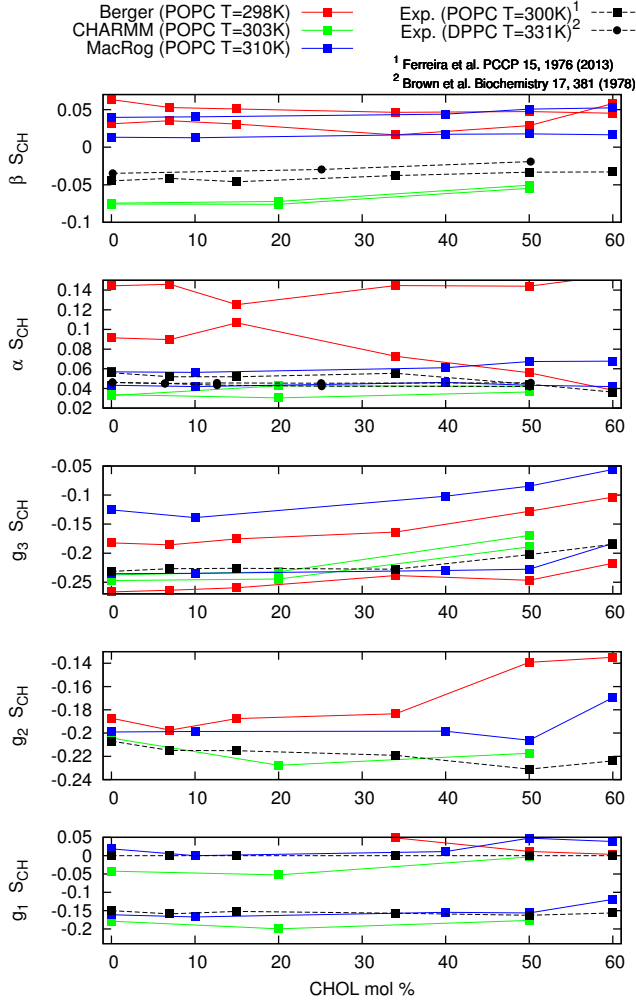 Berger (POPC T=298K)
CHARMM (POPC T=303K)
MacRog (POPC T=310K)
Exp. (POPC T=300K)¹
Exp. (DPPC T=331K)²
¹ Ferreira et al. PCCP 15, 1976 (2013)
² Brown et al. Biochemistry 17, 381 (1978)
β S_CH
0.05
0
-0.05
-0.1
0 10 20 30 40 50 60
α S_CH
0.14
0.12
0.1
0.08
0.06
0.04
0.02
0 10 20 30 40 50 60
g₃ S_CH
-0.05
-0.1
-0.15
-0.2
-0.25
0 10 20 30 40 50 60
g₂ S_CH
-0.14
-0.16
-0.18
-0.2
-0.22
-0.24
0 10 20 30 40 50 60
g₁ S_CH
0.05
0
-0.05
-0.1
-0.15
-0.2
0 10 20 30 40 50 60
CHOL mol %